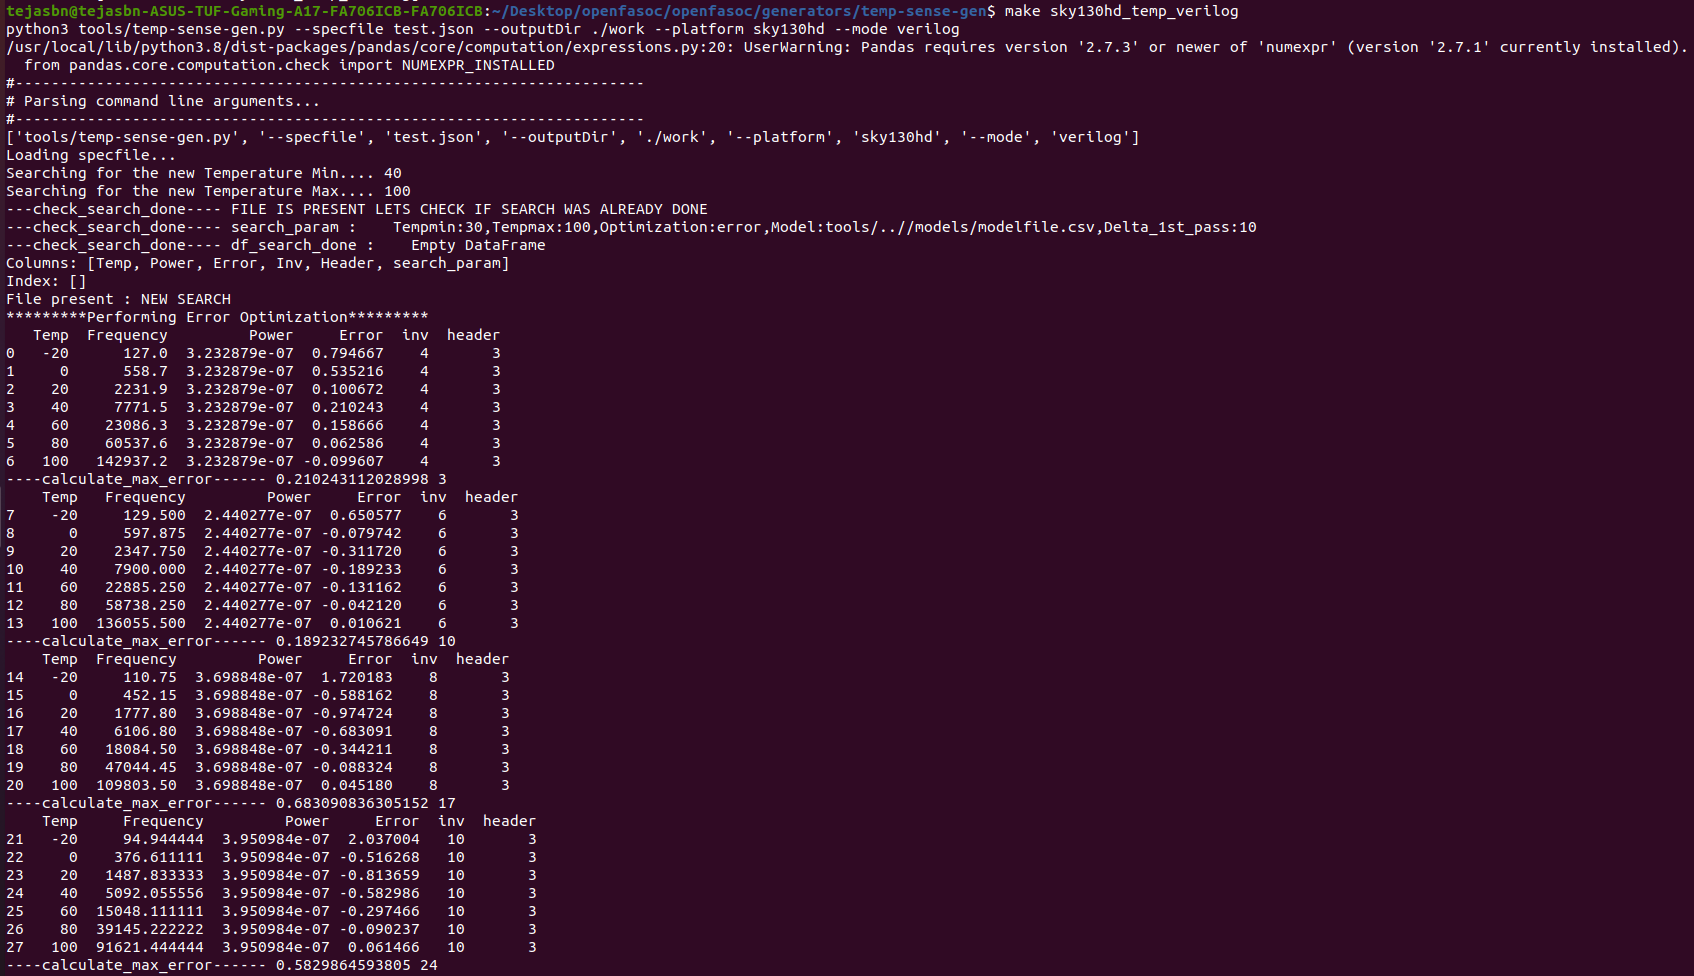 tejasbn@tejasbn-ASUS-TUF-Gaming-A17-FA706ICB-FA706ICB:~/Desktop/openfasoc/openfasoc/generators/temp-sense-gen$ make sky130hd_temp_verilog
python3 tools/temp-sense-gen.py --specfile test.json --outputDir ./work --platform sky130hd --mode verilog
/usr/local/lib/python3.8/dist-packages/pandas/core/computation/expressions.py:20: UserWarning: Pandas requires version '2.7.3' or newer of 'numexpr' (version '2.7.1' currently installed).
  from pandas.core.computation.check import NUMEXPR_INSTALLED
#----------------------------------------------------------------------
# Parsing command line arguments...
#----------------------------------------------------------------------
['tools/temp-sense-gen.py', '--specfile', 'test.json', '--outputDir', './work', '--platform', 'sky130hd', '--mode', 'verilog']
Loading specfile...
Searching for the new Temperature Min.... 40
Searching for the new Temperature Max.... 100
---check_search_done---- FILE IS PRESENT LETS CHECK IF SEARCH WAS ALREADY DONE
---check_search_done---- search_param :    Tempmin:30,Tempmax:100,Optimization:error,Model:tools/..//models/modelfile.csv,Delta_1st_pass:10
---check_search_done---- df_search_done :    Empty DataFrame
Columns: [Temp, Power, Error, Inv, Header, search_param]
Index: []
File present : NEW SEARCH
*********Performing Error Optimization*********
   Temp  Frequency         Power     Error  inv  header
0   -20      127.0  3.232879e-07  0.794667    4       3
1     0      558.7  3.232879e-07  0.535216    4       3
2    20     2231.9  3.232879e-07  0.100672    4       3
3    40     7771.5  3.232879e-07  0.210243    4       3
4    60    23086.3  3.232879e-07  0.158666    4       3
5    80    60537.6  3.232879e-07  0.062586    4       3
6   100   142937.2  3.232879e-07 -0.099607    4       3
----calculate_max_error------ 0.210243112028998 3
    Temp   Frequency         Power     Error  inv  header
7    -20     129.500  2.440277e-07  0.650577    6       3
8      0     597.875  2.440277e-07 -0.079742    6       3
9     20    2347.750  2.440277e-07 -0.311720    6       3
10    40    7900.000  2.440277e-07 -0.189233    6       3
11    60   22885.250  2.440277e-07 -0.131162    6       3
12    80   58738.250  2.440277e-07 -0.042120    6       3
13   100  136055.500  2.440277e-07  0.010621    6       3
----calculate_max_error------ 0.189232745786649 10
    Temp  Frequency         Power     Error  inv  header
14   -20     110.75  3.698848e-07  1.720183    8       3
15     0     452.15  3.698848e-07 -0.588162    8       3
16    20    1777.80  3.698848e-07 -0.974724    8       3
17    40    6106.80  3.698848e-07 -0.683091    8       3
18    60   18084.50  3.698848e-07 -0.344211    8       3
19    80   47044.45  3.698848e-07 -0.088324    8       3
20   100  109803.50  3.698848e-07  0.045180    8       3
----calculate_max_error------ 0.683090836305152 17
    Temp     Frequency         Power     Error  inv  header
21   -20     94.944444  3.950984e-07  2.037004   10       3
22     0    376.611111  3.950984e-07 -0.516268   10       3
23    20   1487.833333  3.950984e-07 -0.813659   10       3
24    40   5092.055556  3.950984e-07 -0.582986   10       3
25    60  15048.111111  3.950984e-07 -0.297466   10       3
26    80  39145.222222  3.950984e-07 -0.090237   10       3
27   100  91621.444444  3.950984e-07  0.061466   10       3
----calculate_max_error------ 0.5829864593805 24